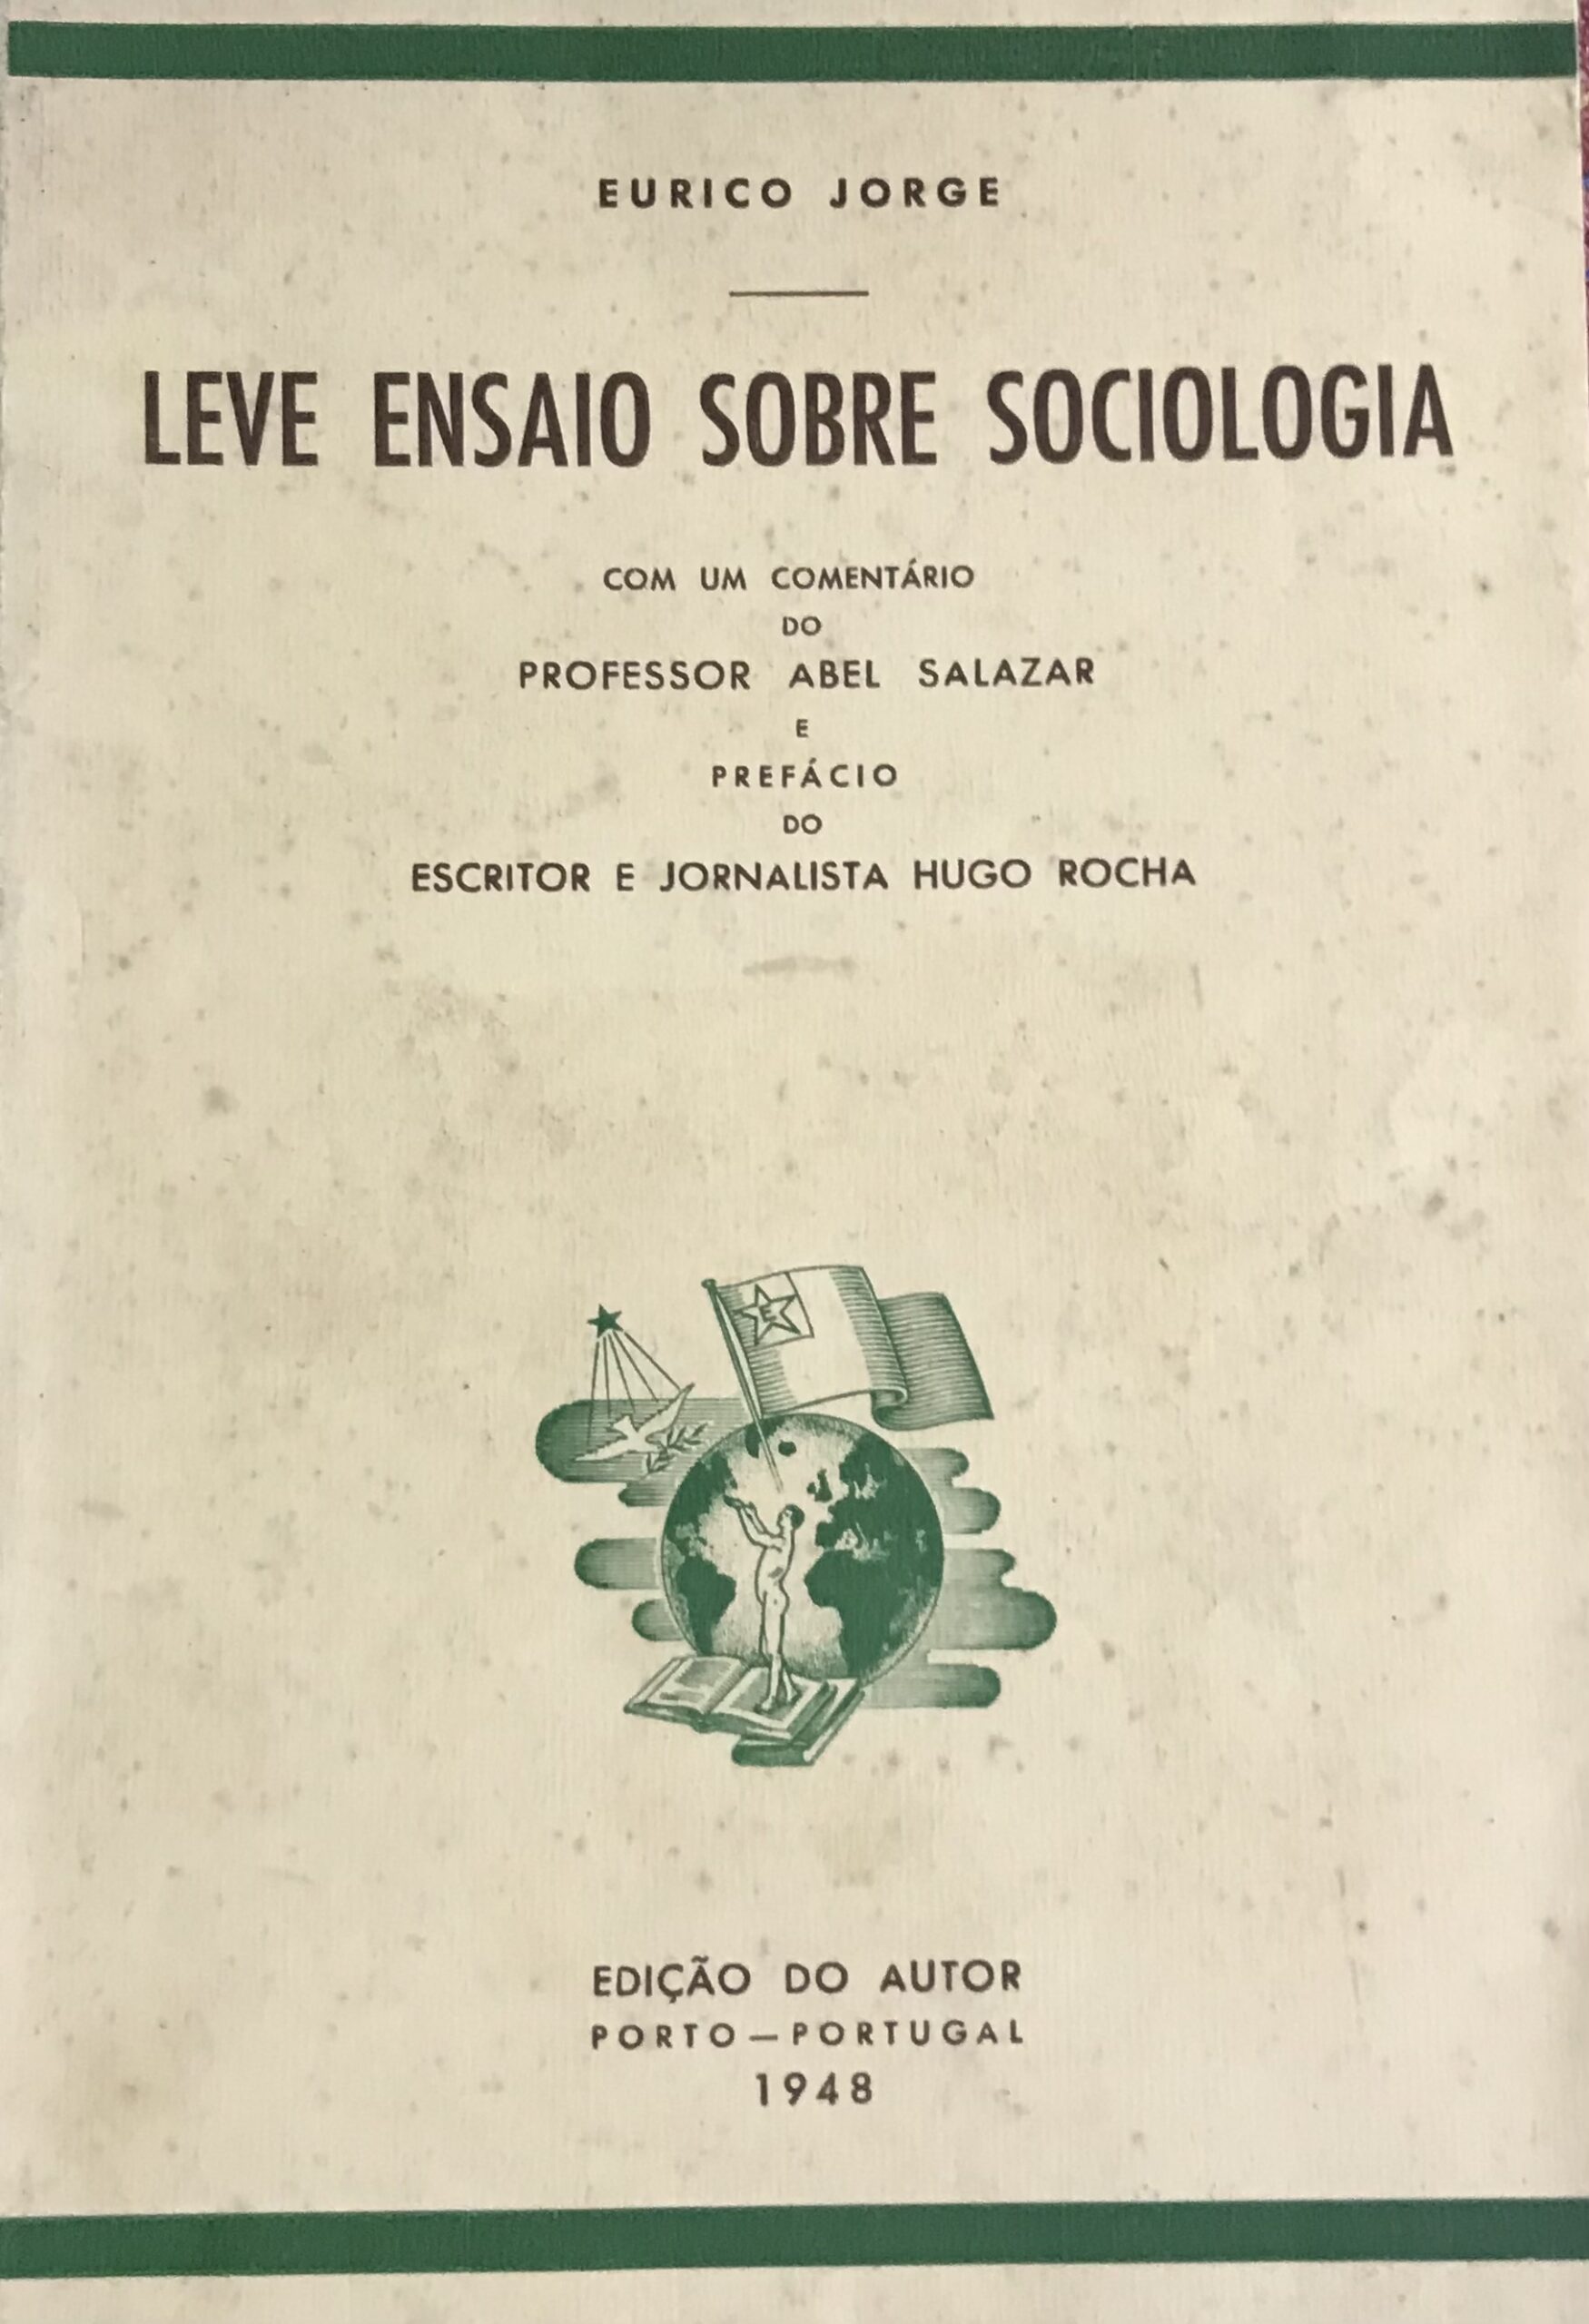 EURICO JORGE
LEVE ENSAIO SOBRE SOCIOLOGIA
COM UM COMENTÁRIO
DO
PROFESSOR ABEL SALAZAR
E
PREFÁCIO
DO
ESCRITOR E JORNALISTA HUGO ROCHA
E
EDIÇÃO DO AUTOR
PORTO — PORTUGAL
1948